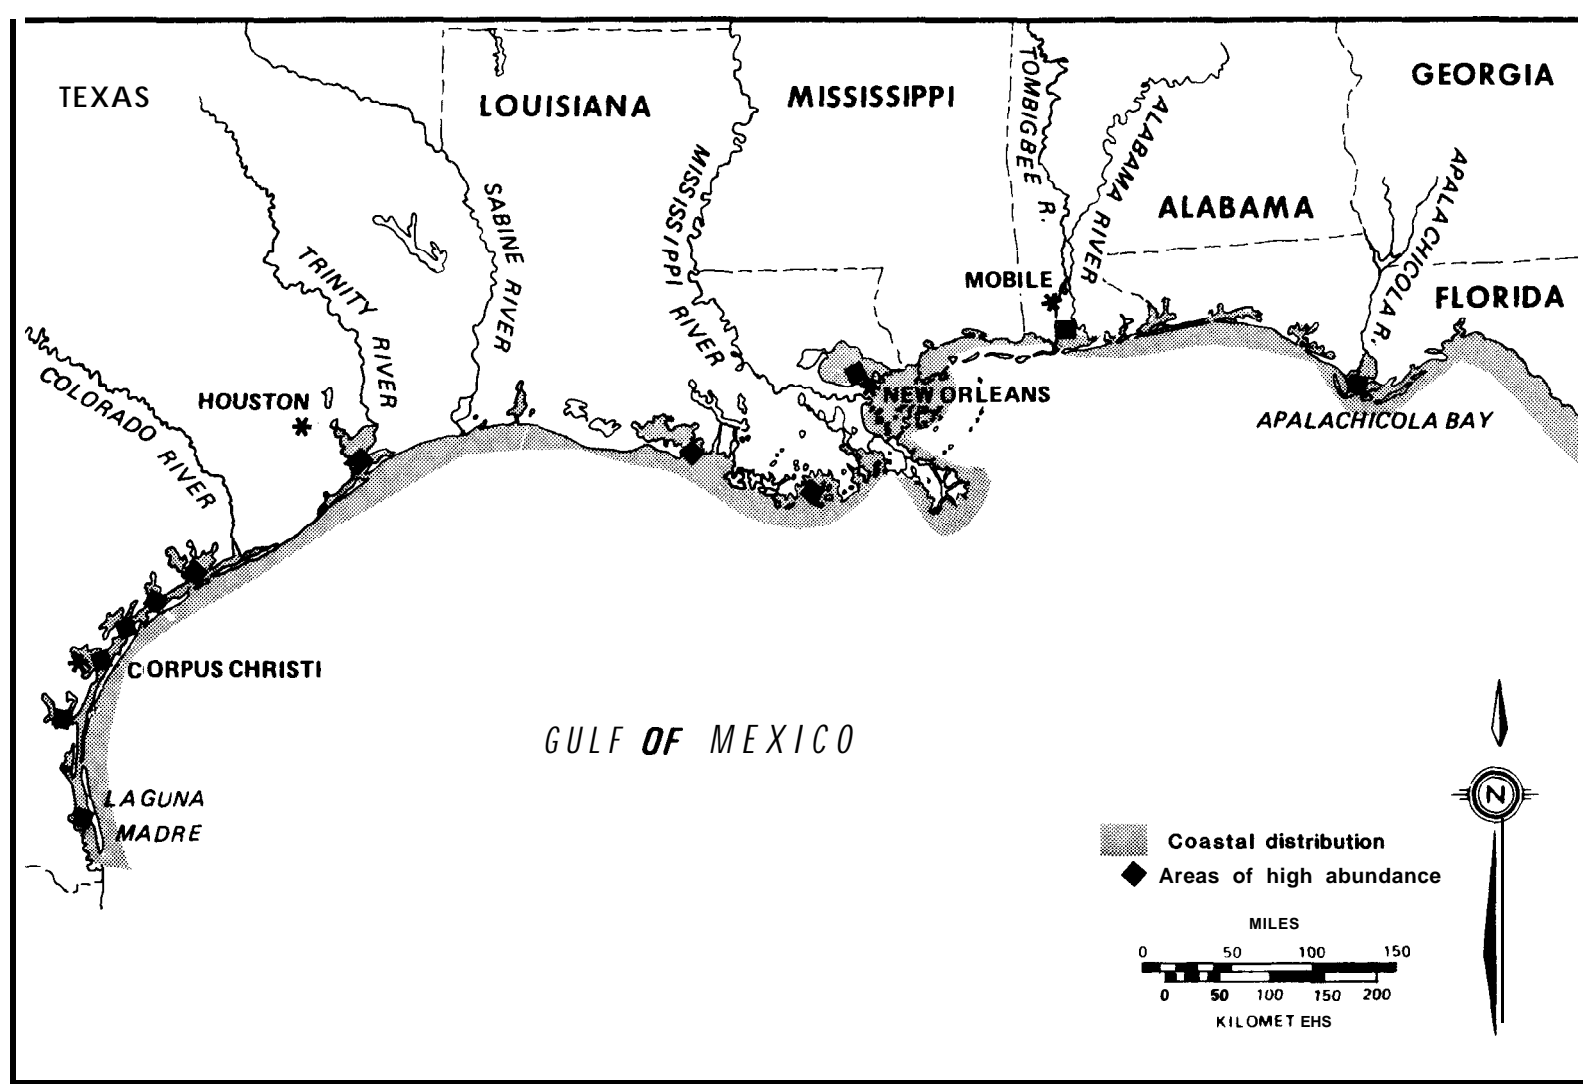 TEXAS
LOUISIANA
MISSISSIPPI
GEORGIA
ALABAMA
FLORIDA
TOMBIGBEE R.
ALABAMA RIVER
APALACHICOLA R.
MISSISSIPPI RIVER
SABINE RIVER
TRINITY RIVER
COLORADO RIVER
MOBILE
HOUSTON
NEW ORLEANS
APALACHICOLA BAY
CORPUS CHRISTI
GULF OF MEXICO
LAGUNA
MADRE
N
Coastal distribution
Areas of high abundance
MILES
0 50 100 150
0 50 100 150 200
KILOMET EHS